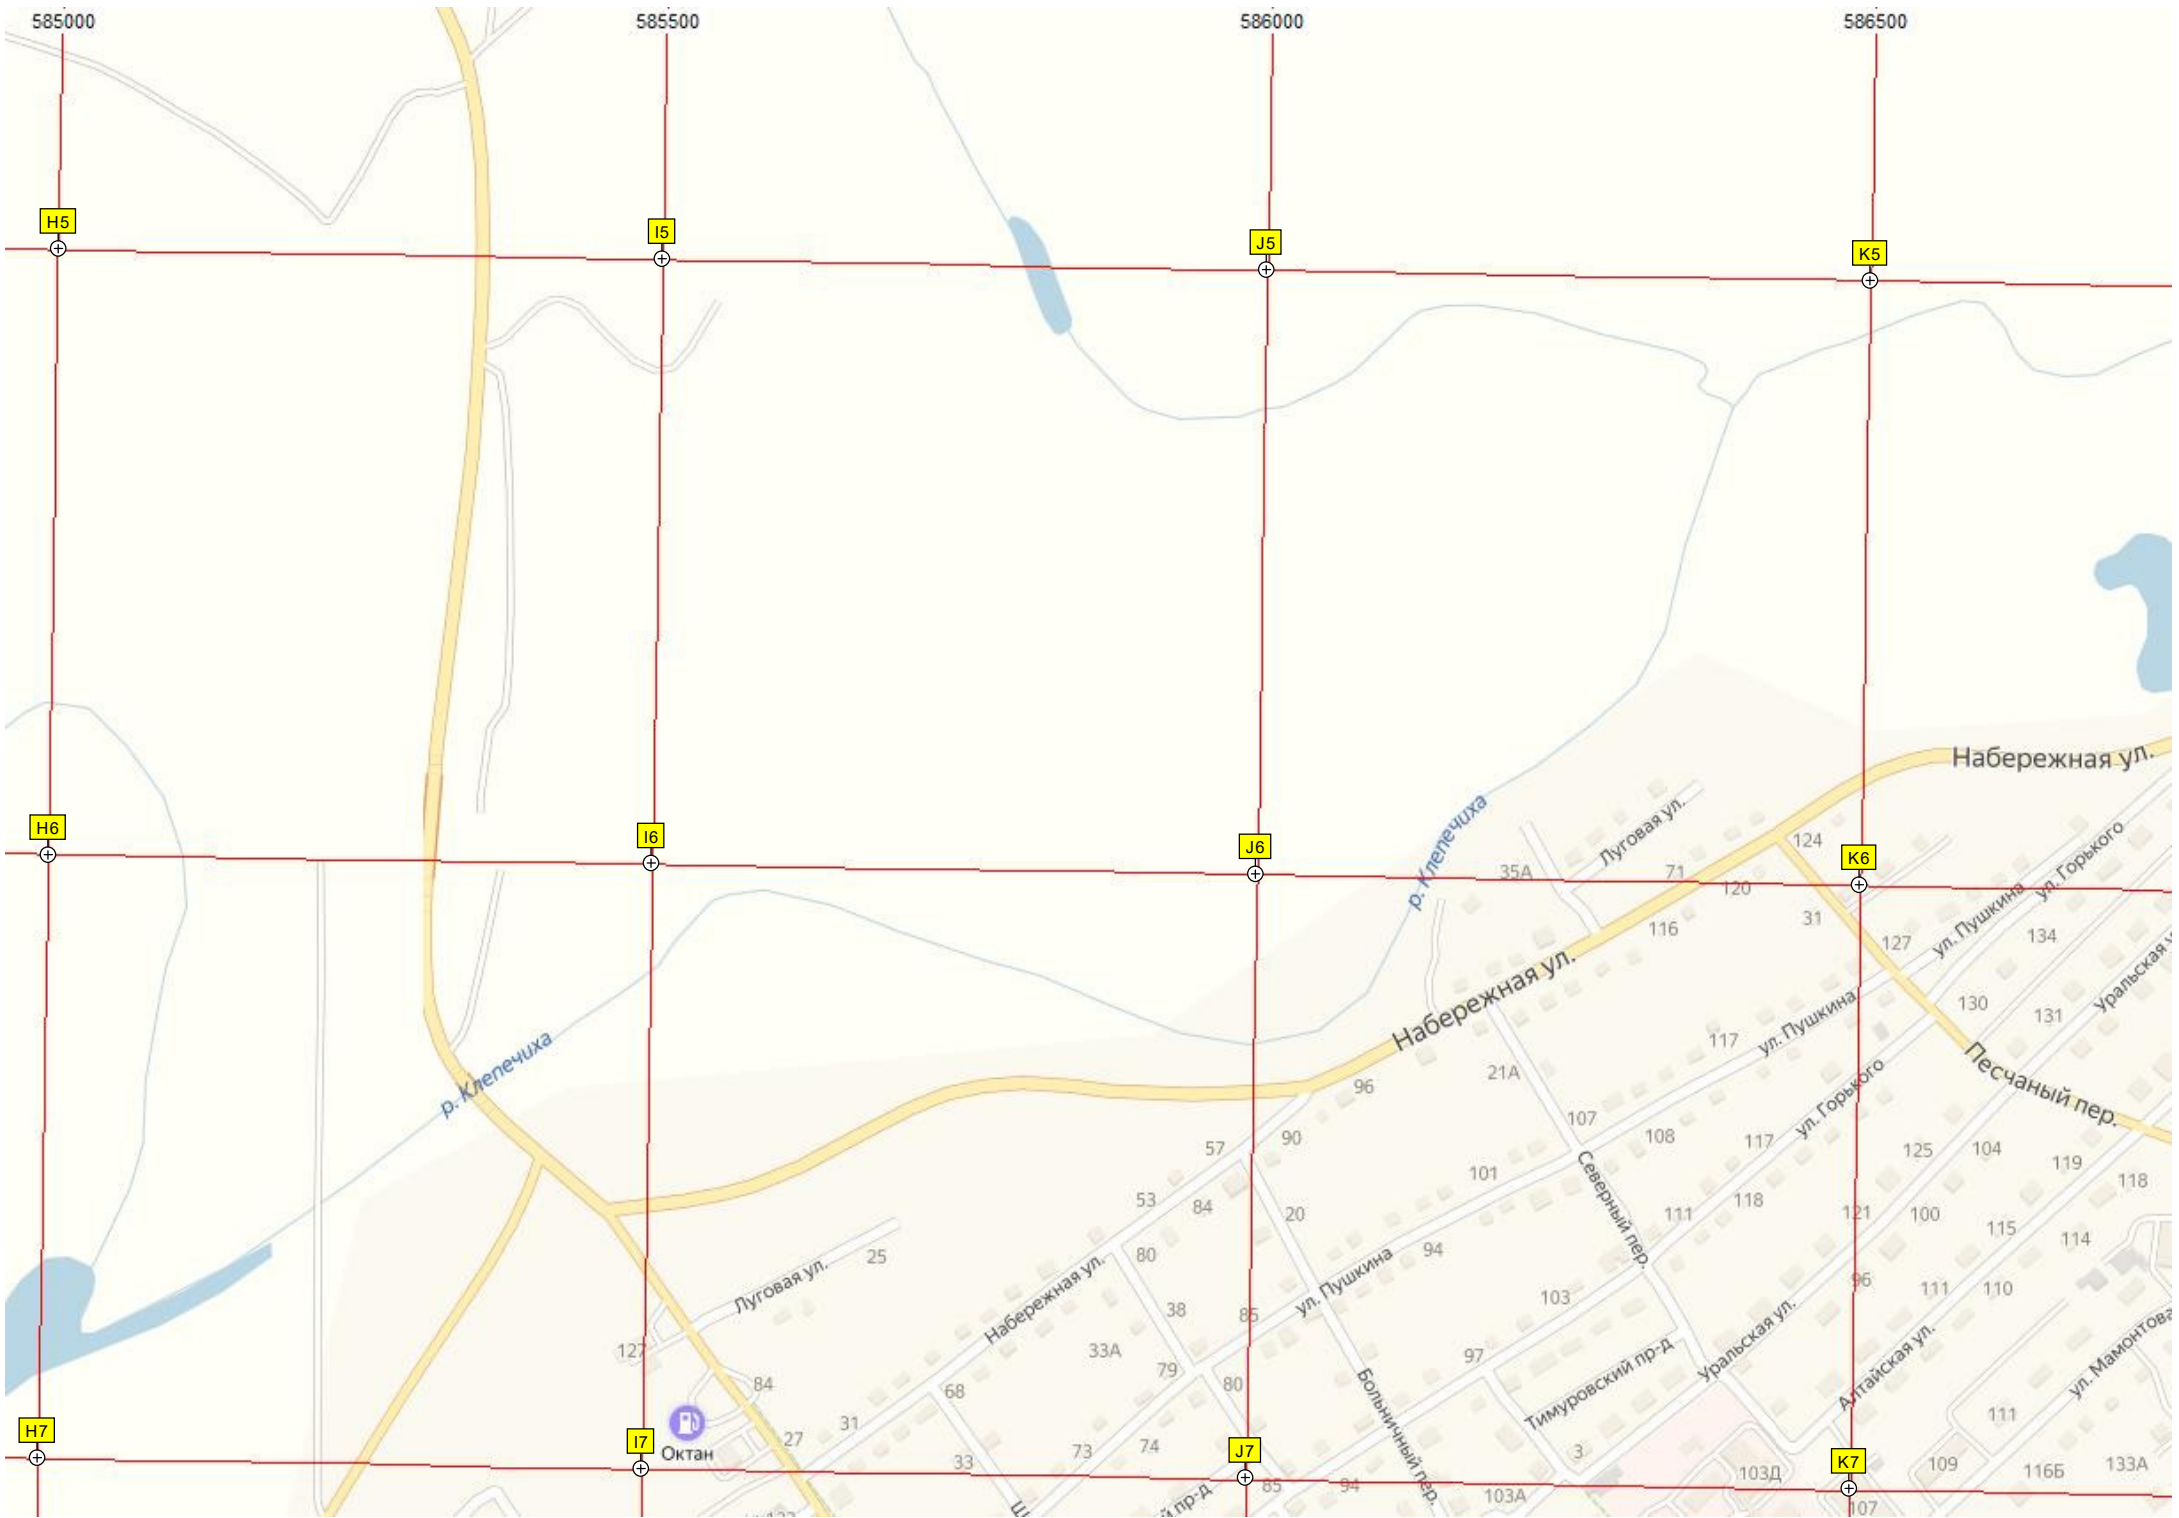 585000 585500 586000 586500
H5
I5
J5
K5
Набережная ул.
р. Клепечиха
Луговая ул.
124
ул. Горького
H6
I6
J6
K6
35А
71
120
116
31
127
ул. Пушкина
134
Уральская у
Набережная ул.
130
131
117
ул. Пушкина
р. Клепечиха
21А
96
ул. Горького
Песчаный пер.
107
108
117
57
90
101
125
104
119
118
Северный пер.
53
84
20
111
118
121
100
115
114
80
94
25
Луговая ул.
Набережная ул.
ул. Пушкина
96
111
110
103
38
85
Уральская ул.
ул. Мамонтова
127
33А
79
97
Тимуровский пр-д
Алтайская ул.
84
68
80
Больничный пер.
111
31
27
H7
I7
Октан
33
73
74
J7
3
K7
103Д
109
116Б
133А
85
94
103А
107
й пр-д